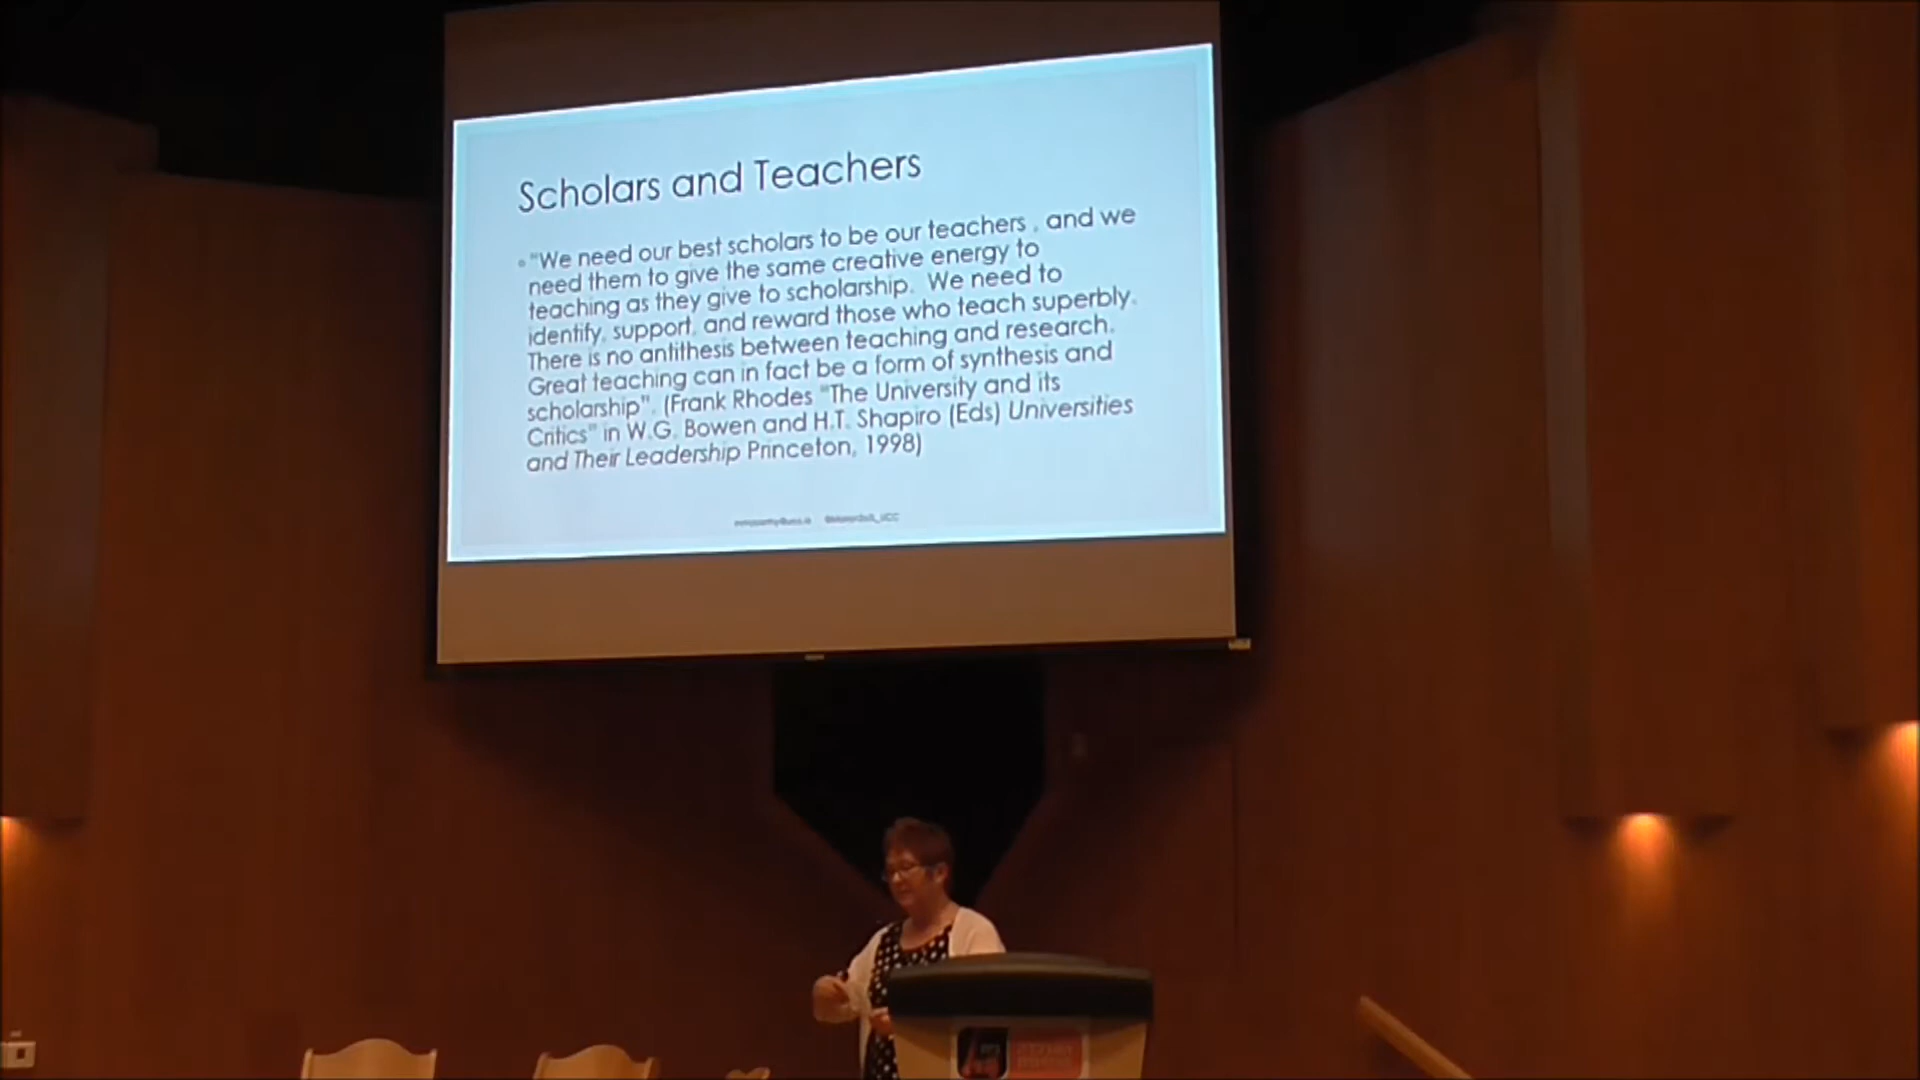 Scholars and Teachers
"We need our best scholars to be our teachers , and we
need them to give the same creative energy to
teaching as they give to scholarship. We need to
identify, support, and reward those who teach superbly.
There is no antithesis between teaching and research.
Great teaching can in fact be a form of synthesis and
scholarship". (Frank Rhodes "The University and its
Critics" in W.G. Bowen and H.T. Shapiro (Eds) Universities
and Their Leadership Princeton, 1998)